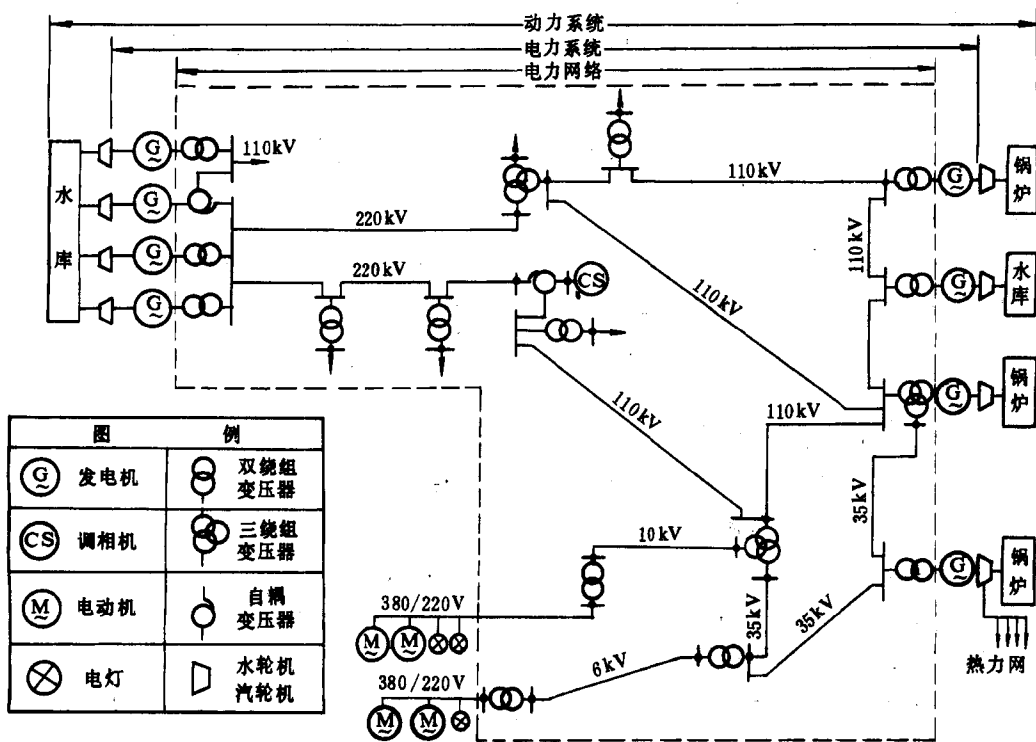 动力系统
电力系统
电力网络
110kV
G
G
G
G
水
库
220kV
220kV
CS
110kV
110kV
110kV
110kV
110kV
G
锅
炉
G
水
库
G
锅
炉
35kV
G
锅
炉
热力网
10kV
35kV
35kV
6kV
380/220V
M
M
380/220V
M
M
图 例
G 发电机
双绕组
变压器
CS 调相机
三绕组
变压器
M 电动机
自耦
变压器
电灯
水轮机
汽轮机